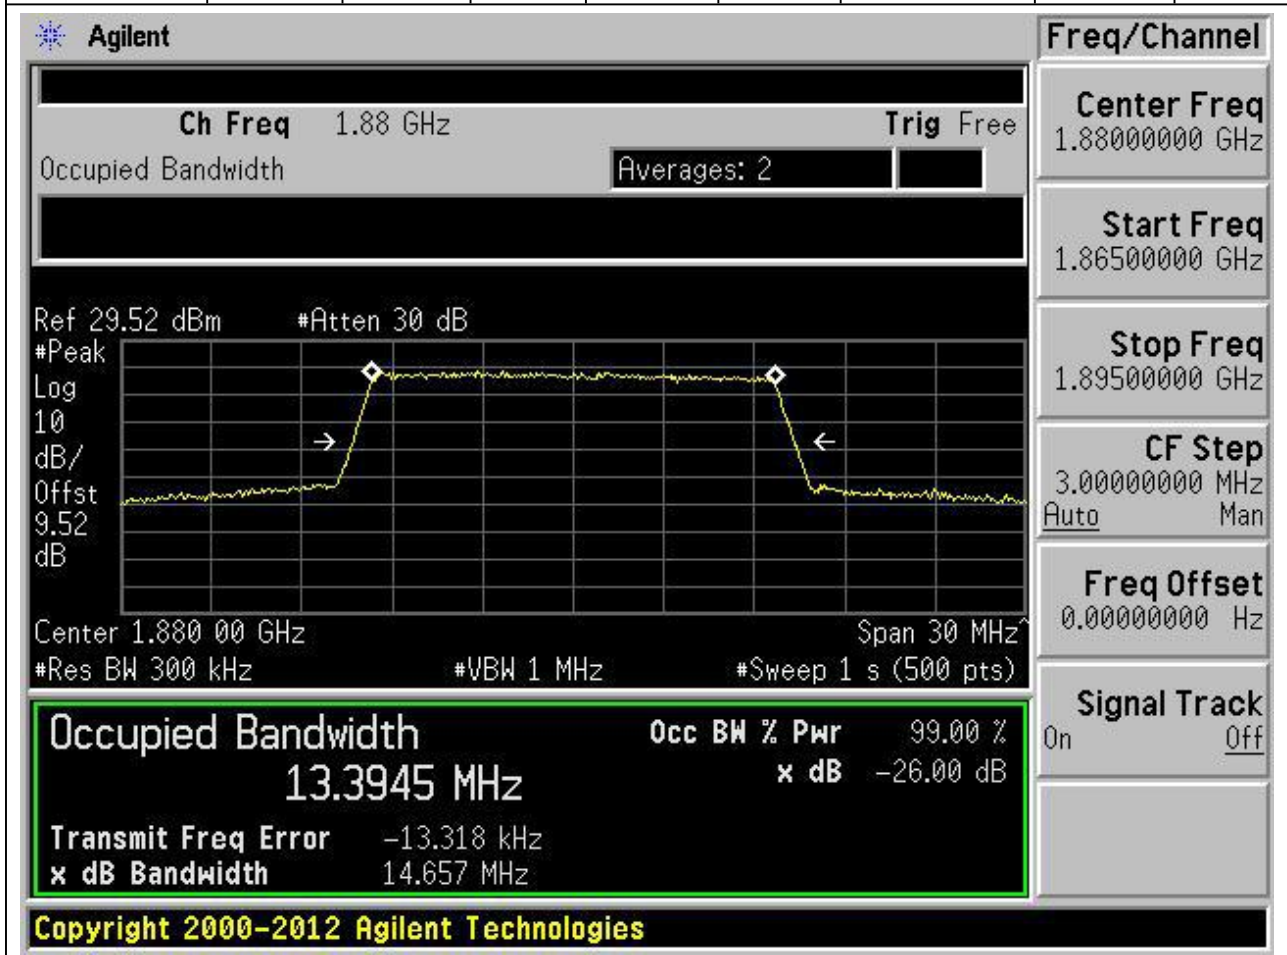 Agilent
Freq/Channel
Ch Freq 1.88 GHz Trig Free
Occupied Bandwidth Averages: 2
Center Freq
1.88000000 GHz
Start Freq
1.86500000 GHz
Stop Freq
1.89500000 GHz
CF Step
3.00000000 MHz
Auto Man
Freq Offset
0.00000000 Hz
Signal Track
On Off
Ref 29.52 dBm #Atten 30 dB
#Peak
Log
10
dB/
Offst
9.52
dB
Center 1.880 00 GHz Span 30 MHz^
#Res BW 300 kHz #VBW 1 MHz #Sweep 1 s (500 pts)
Occupied Bandwidth Occ BW % Pwr 99.00 %
13.3945 MHz x dB -26.00 dB
Transmit Freq Error -13.318 kHz
x dB Bandwidth 14.657 MHz
Copyright 2000-2012 Agilent Technologies